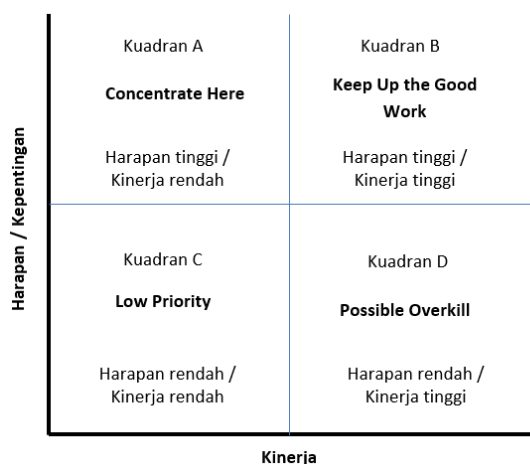 Kuadran A
Concentrate Here
Harapan tinggi /
Kinerja rendah
Kuadran B
Keep Up the Good
Work
Harapan tinggi /
Kinerja tinggi
Harapan / Kepentingan
Kuadran C
Low Priority
Harapan rendah /
Kinerja rendah
Kuadran D
Possible Overkill
Harapan rendah /
Kinerja tinggi
Kinerja